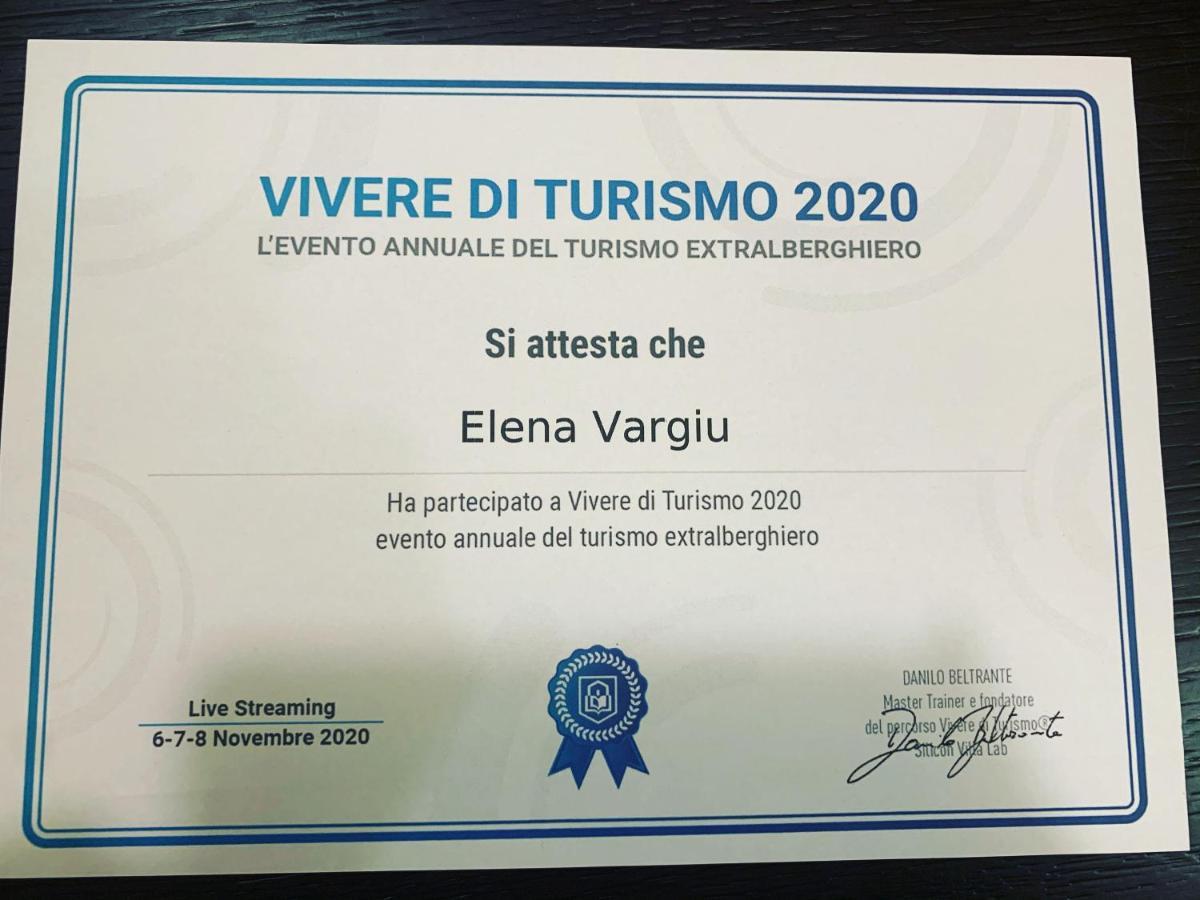 VIVERE DI TURISMO 2020
L'EVENTO ANNUALE DEL TURISMO EXTRALBERGHIERO
Si attesta che
Elena Vargiu
Ha partecipato a Vivere di Turismo 2020
evento annuale del turismo extralberghiero
Live Streaming
6-7-8 Novembre 2020
DANILO BELTRANTE
Master Trainer e fondatore
del percorso Vivere di Turismo®
Silicon Villa Lab
Danilo Beltrante